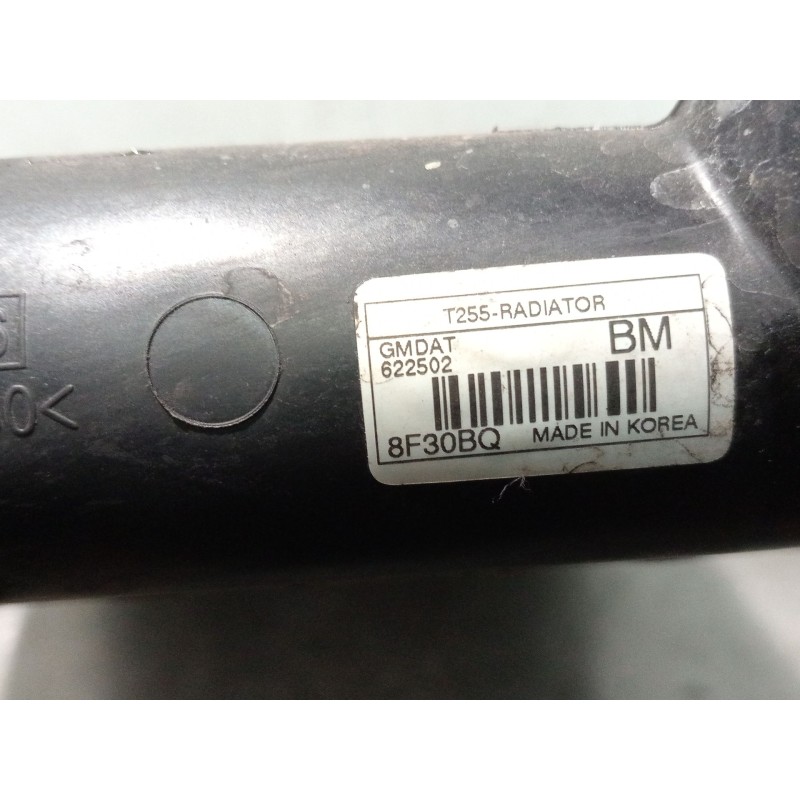 T255-RADIATOR
GMDAT
BM
622502
8F30BQ MADE IN KOREA